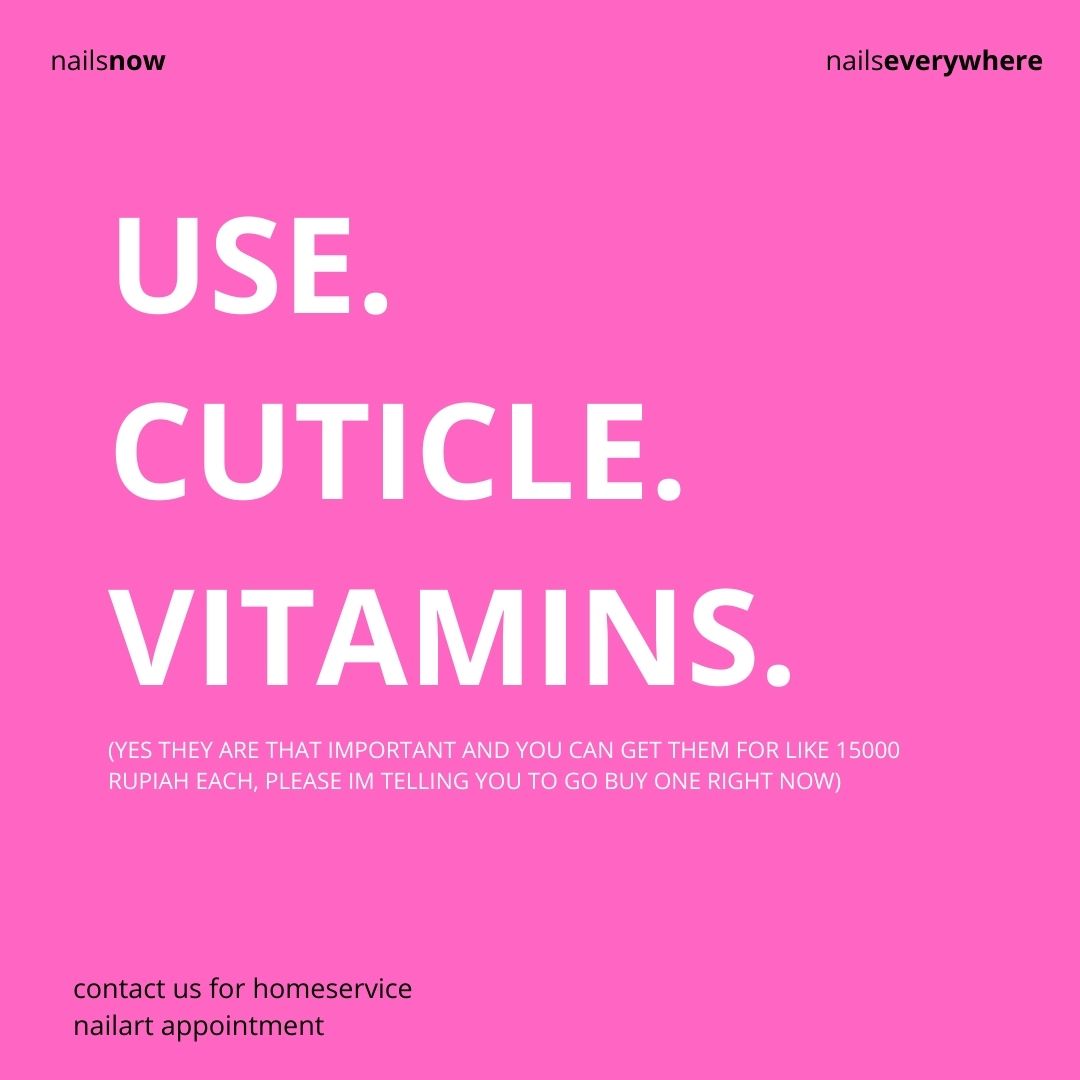 nailsnow
nailseverywhere
USE.
CUTICLE.
VITAMINS.
(YES THEY ARE THAT IMPORTANT AND YOU CAN GET THEM FOR LIKE 15000
RUPIAH EACH, PLEASE IM TELLING YOU TO GO BUY ONE RIGHT NOW)
contact us for homeservice
nailart appointment